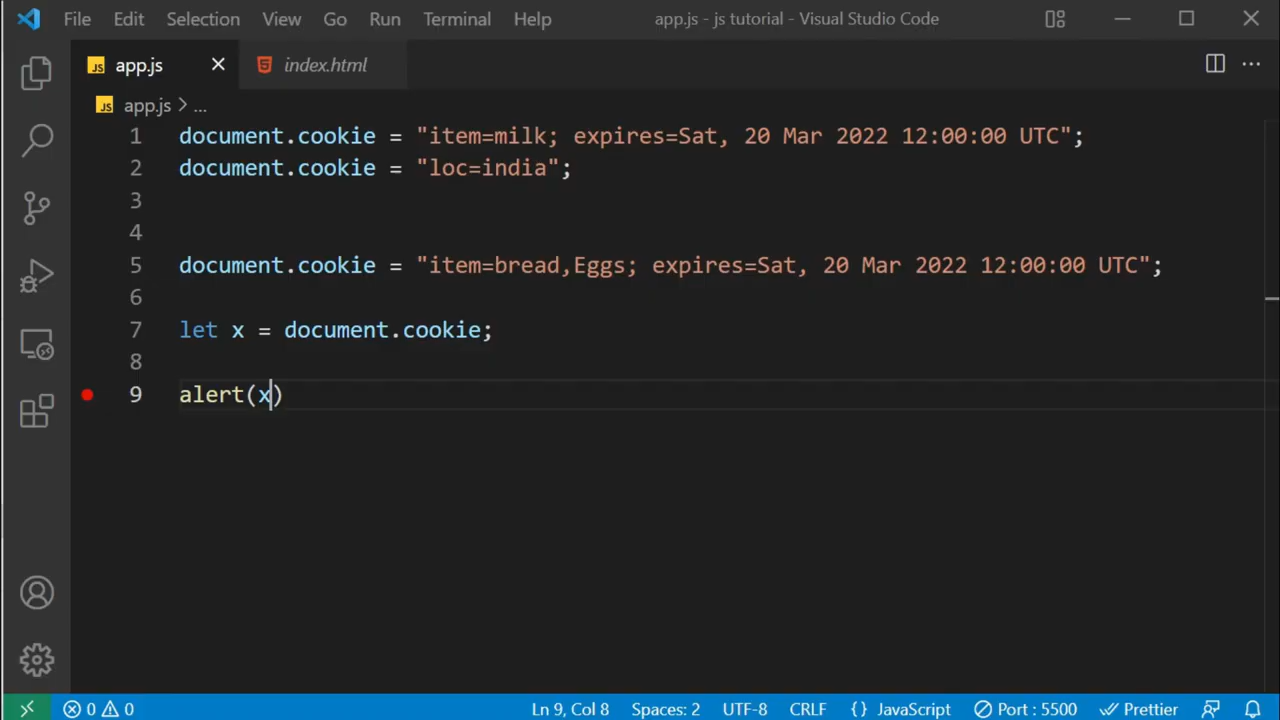 File Edit Selection View Go Run Terminal Help app.js - js tutorial - Visual Studio Code
JS app.js index.html
JS app.js > ...
1 document.cookie = "item=milk; expires=Sat, 20 Mar 2022 12:00:00 UTC";
2 document.cookie = "loc=india";
3
4
5 document.cookie = "item=bread,Eggs; expires=Sat, 20 Mar 2022 12:00:00 UTC";
6
7 let x = document.cookie;
8
9 alert(x)
0 0 Ln 9, Col 8 Spaces: 2 UTF-8 CRLF {} JavaScript Port : 5500 Prettier